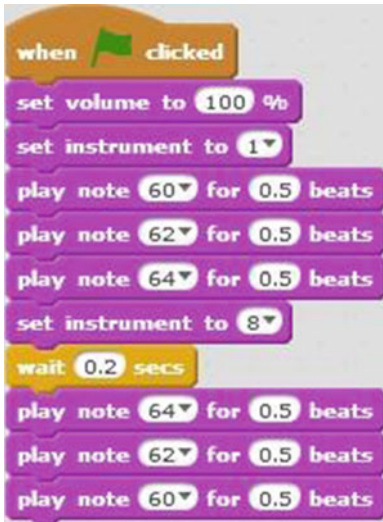 when clicked
set volume to 100 %
set instrument to 1
play note 60 for 0.5 beats
play note 62 for 0.5 beats
play note 64 for 0.5 beats
set instrument to 8
wait 0.2 secs
play note 64 for 0.5 beats
play note 62 for 0.5 beats
play note 60 for 0.5 beats